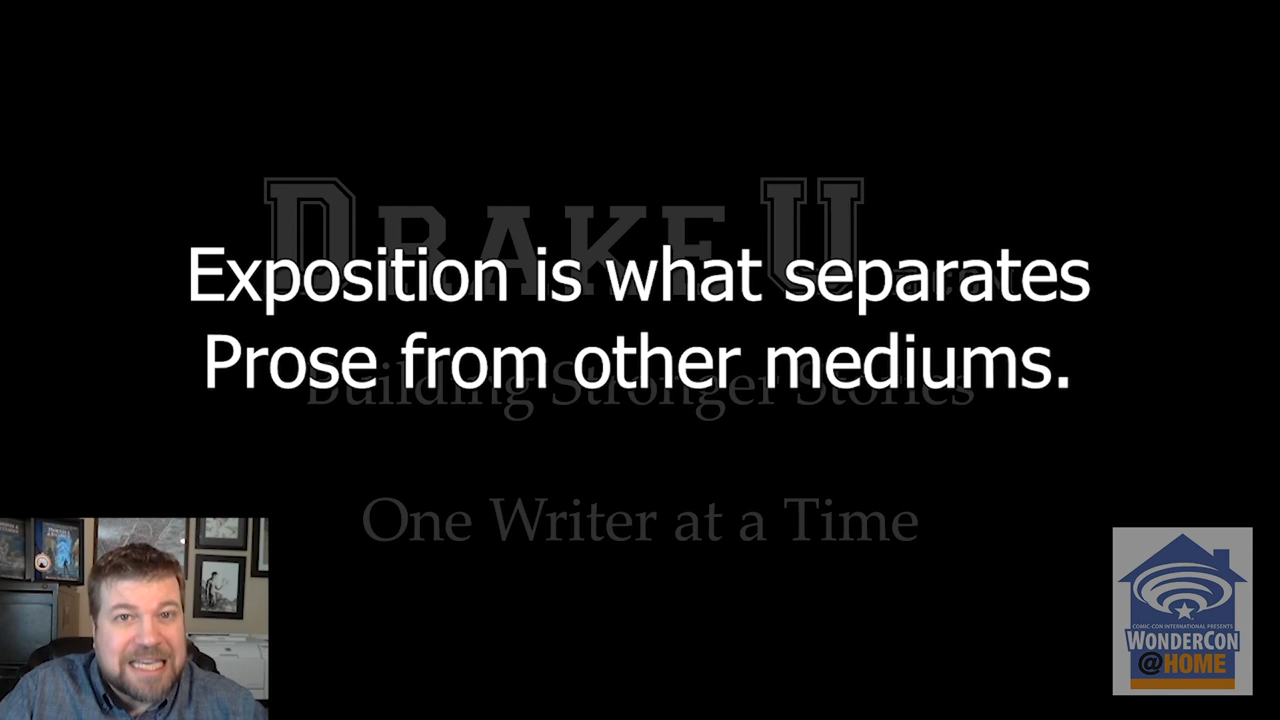 DRAKE U
Exposition is what separates
Prose from other mediums.
Building Stronger Stories
One Writer at a Time
COMIC-CON INTERNATIONAL PRESENTS
WONDERCON
@HOME